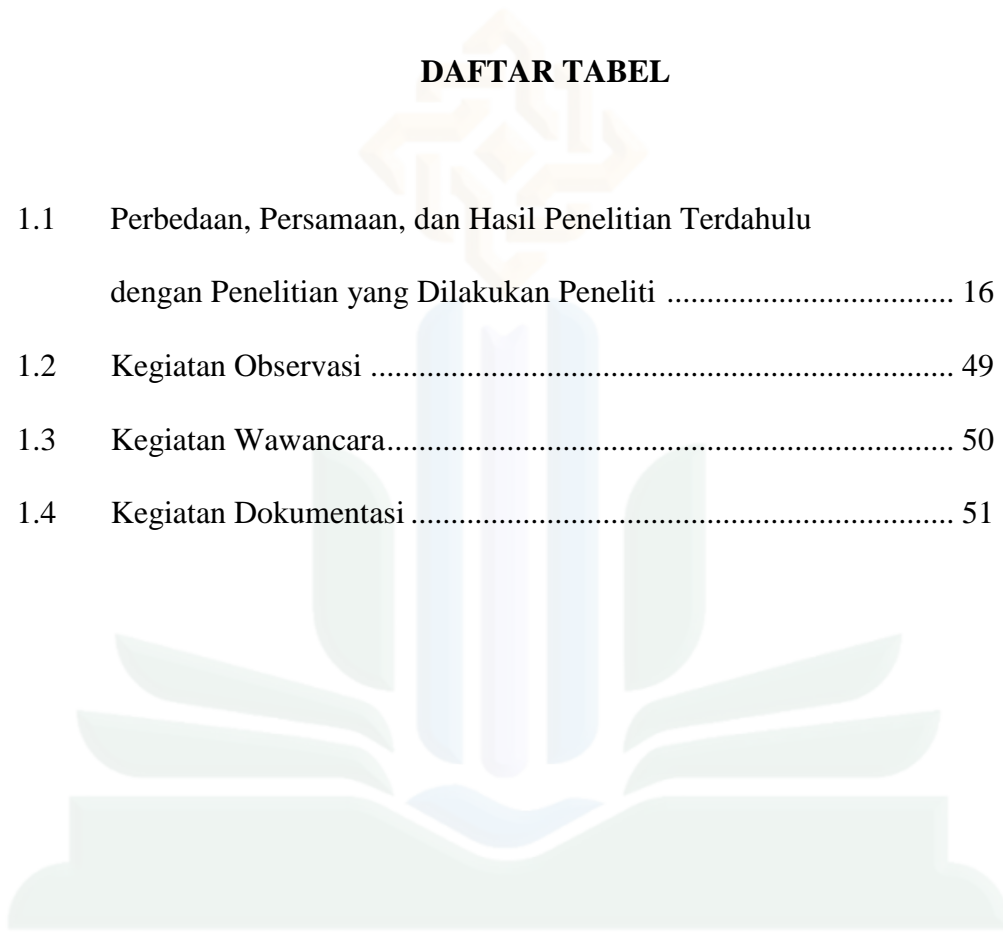 DAFTAR TABEL
1.1 Perbedaan, Persamaan, dan Hasil Penelitian Terdahulu
dengan Penelitian yang Dilakukan Peneliti .................................... 16
1.2 Kegiatan Observasi ......................................................................... 49
1.3 Kegiatan Wawancara....................................................................... 50
1.4 Kegiatan Dokumentasi .................................................................... 51